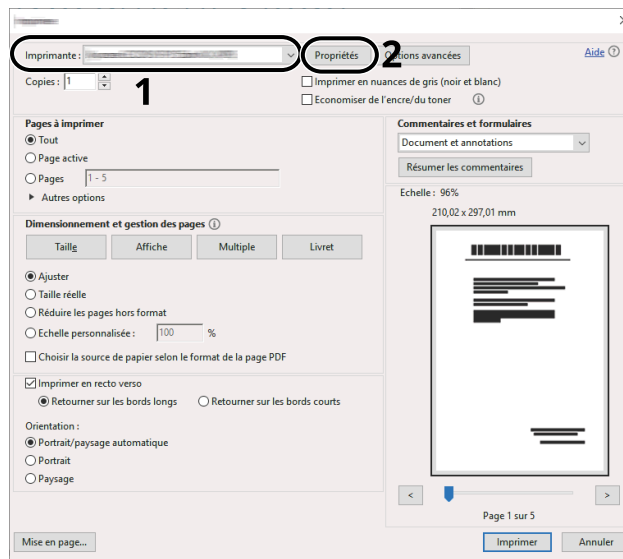 Imprimante :
Propriétés
2
Options avancées
Aide
Copies : 1
1
Imprimer en nuances de gris (noir et blanc)
Economiser de l'encre/du toner
Pages à imprimer
Tout
Page active
Pages 1 - 5
Autres options
Commentaires et formulaires
Document et annotations
Résumer les commentaires
Echelle : 96%
210,02 x 297,01 mm
Dimensionnement et gestion des pages
Taille Affiche Multiple Livret
Ajuster
Taille réelle
Réduire les pages hors format
Echelle personnalisée : 100 %
Choisir la source de papier selon le format de la page PDF
Imprimer en recto verso
Retourner sur les bords longs Retourner sur les bords courts
Orientation :
Portrait/paysage automatique
Portrait
Paysage
< >
Page 1 sur 5
Mise en page...
Imprimer Annuler